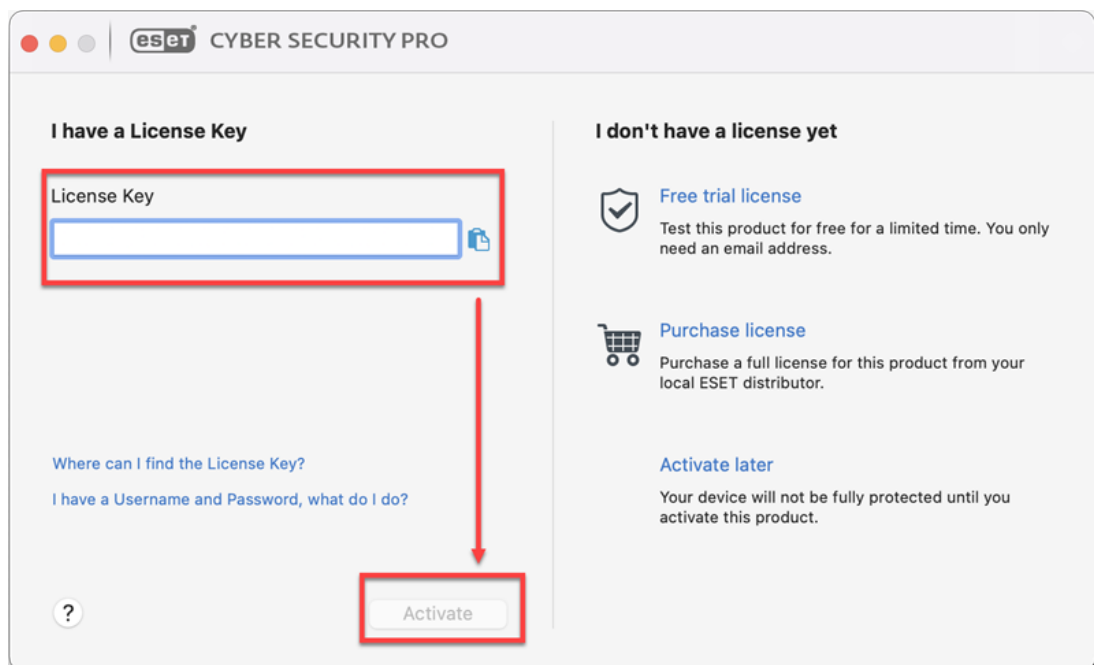 eset CYBER SECURITY PRO
I have a License Key
License Key
Where can I find the License Key?
I have a Username and Password, what do I do?
?
Activate
I don't have a license yet
Free trial license
Test this product for free for a limited time. You only
need an email address.
Purchase license
Purchase a full license for this product from your
local ESET distributor.
Activate later
Your device will not be fully protected until you
activate this product.